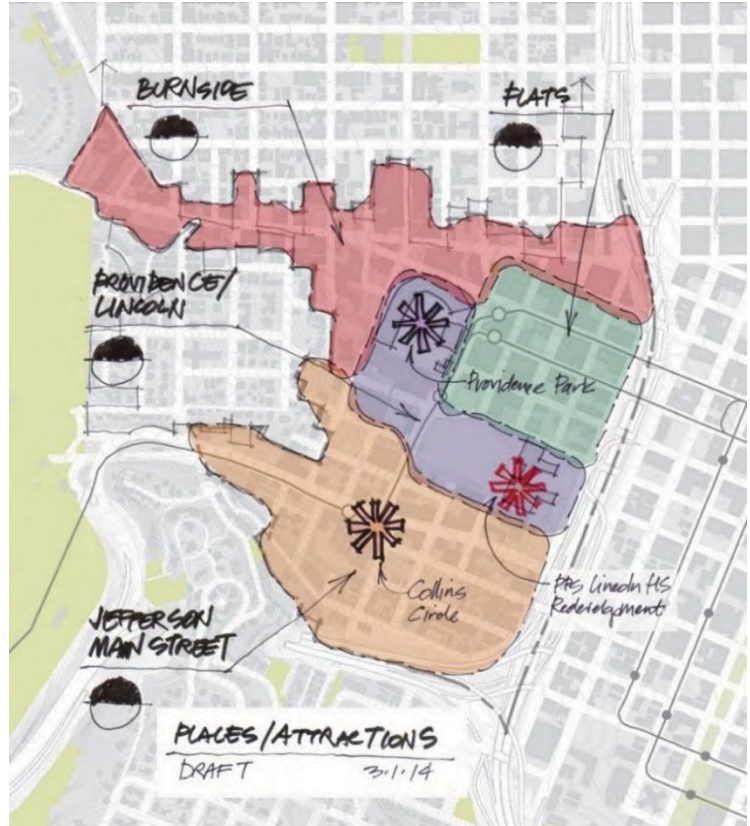 BURNSIDE
FLATS
PROVIDENCE/
LINCOLN
Providence Park
Collins
Circle
PPS Lincoln HS
Redevelopment
JEFFERSON
MAIN STREET
PLACES/ATTRACTIONS
DRAFT 3.1.14